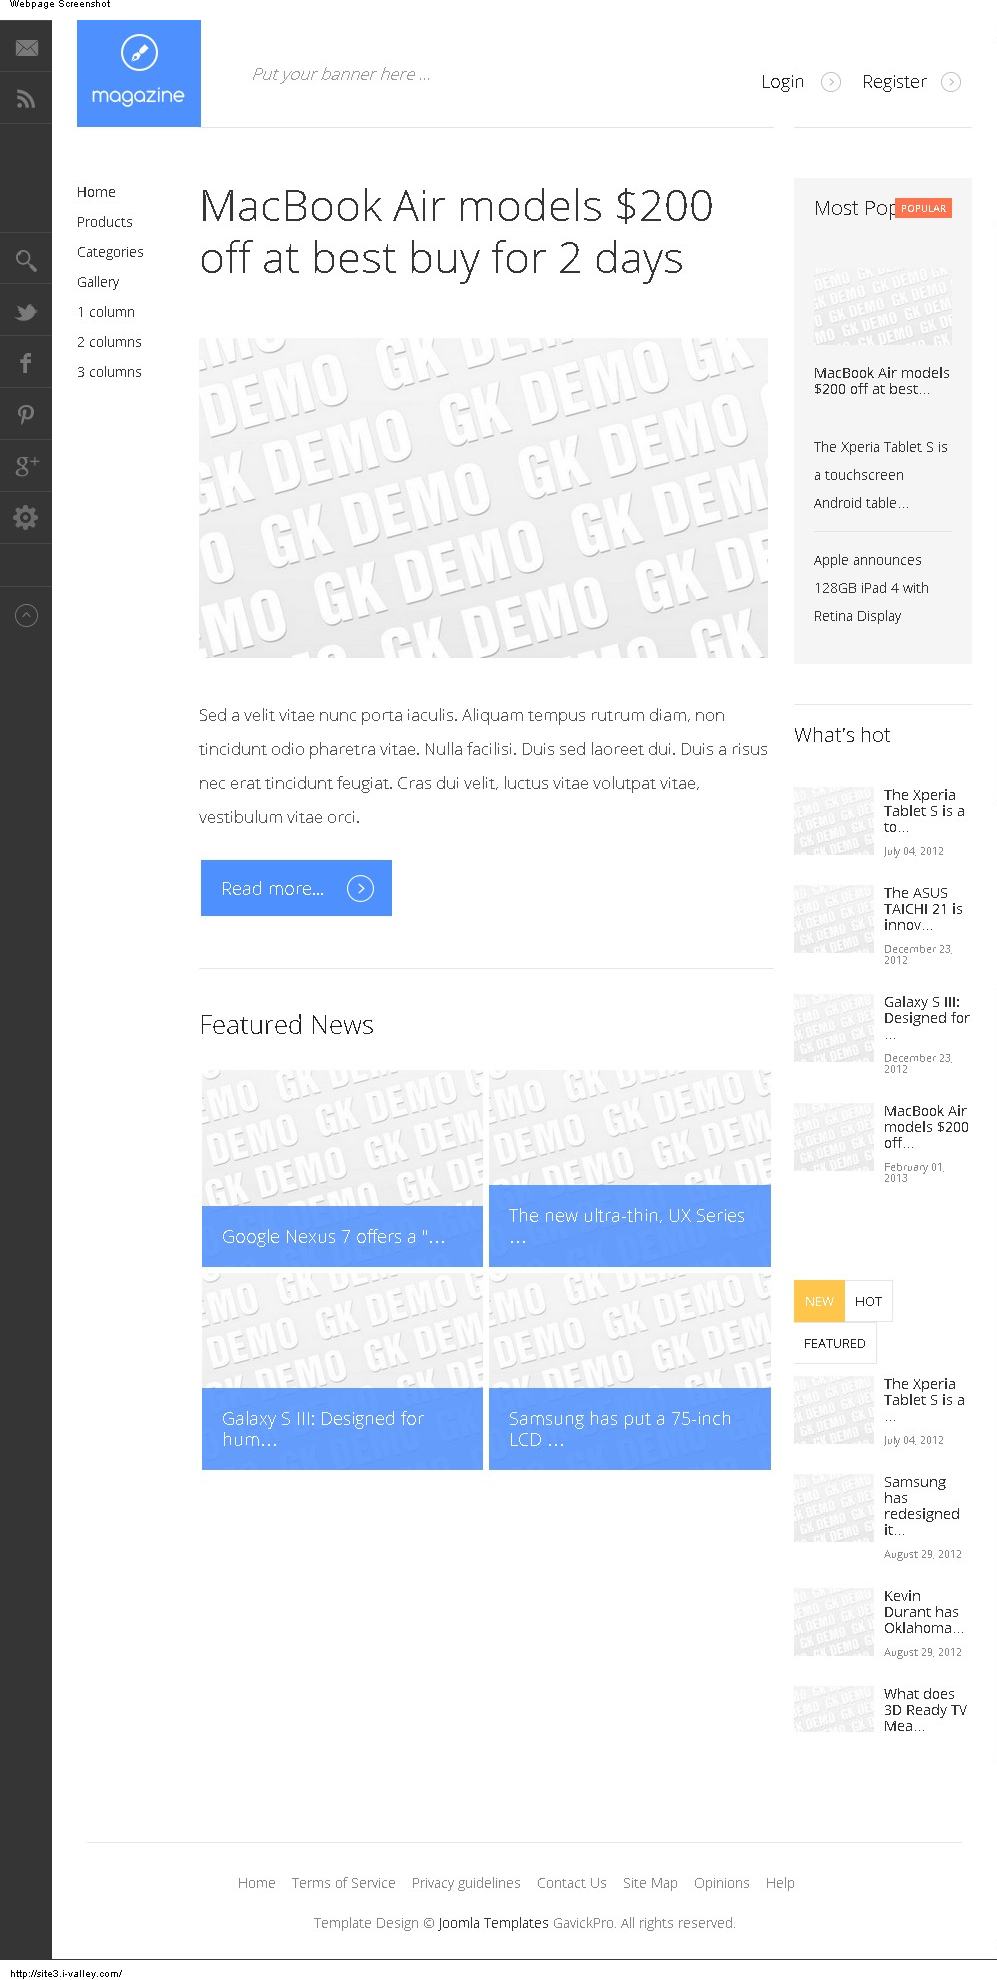 Webpage Screenshot
magazine
Put your banner here ...
Login
Register
Home
Products
Categories
Gallery
1 column
2 columns
3 columns
MacBook Air models $200
off at best buy for 2 days
GK DEMO
Sed a velit vitae nunc porta iaculis. Aliquam tempus rutrum diam, non
tincidunt odio pharetra vitae. Nulla facilisi. Duis sed laoreet dui. Duis a risus
nec erat tincidunt feugiat. Cras dui velit, luctus vitae volutpat vitae,
vestibulum vitae orci.
Read more...
Featured News
Google Nexus 7 offers a "...
The new ultra-thin, UX Series
...
Galaxy S III: Designed for
hum...
Samsung has put a 75-inch
LCD ...
Most Pop
POPULAR
MacBook Air models
$200 off at best...
The Xperia Tablet S is
a touchscreen
Android table...
Apple announces
128GB iPad 4 with
Retina Display
What's hot
The Xperia
Tablet S is a
to...
July 04, 2012
The ASUS
TAICHI 21 is
innov...
December 23,
2012
Galaxy S III:
Designed for
...
December 23,
2012
MacBook Air
models $200
off...
February 01,
2013
NEW
HOT
FEATURED
The Xperia
Tablet S is a
...
July 04, 2012
Samsung
has
redesigned
it...
August 29, 2012
Kevin
Durant has
Oklahoma...
August 29, 2012
What does
3D Ready TV
Mea...
Home
Terms of Service
Privacy guidelines
Contact Us
Site Map
Opinions
Help
Template Design © Joomla Templates GavickPro. All rights reserved.
http://site3.i-valley.com/